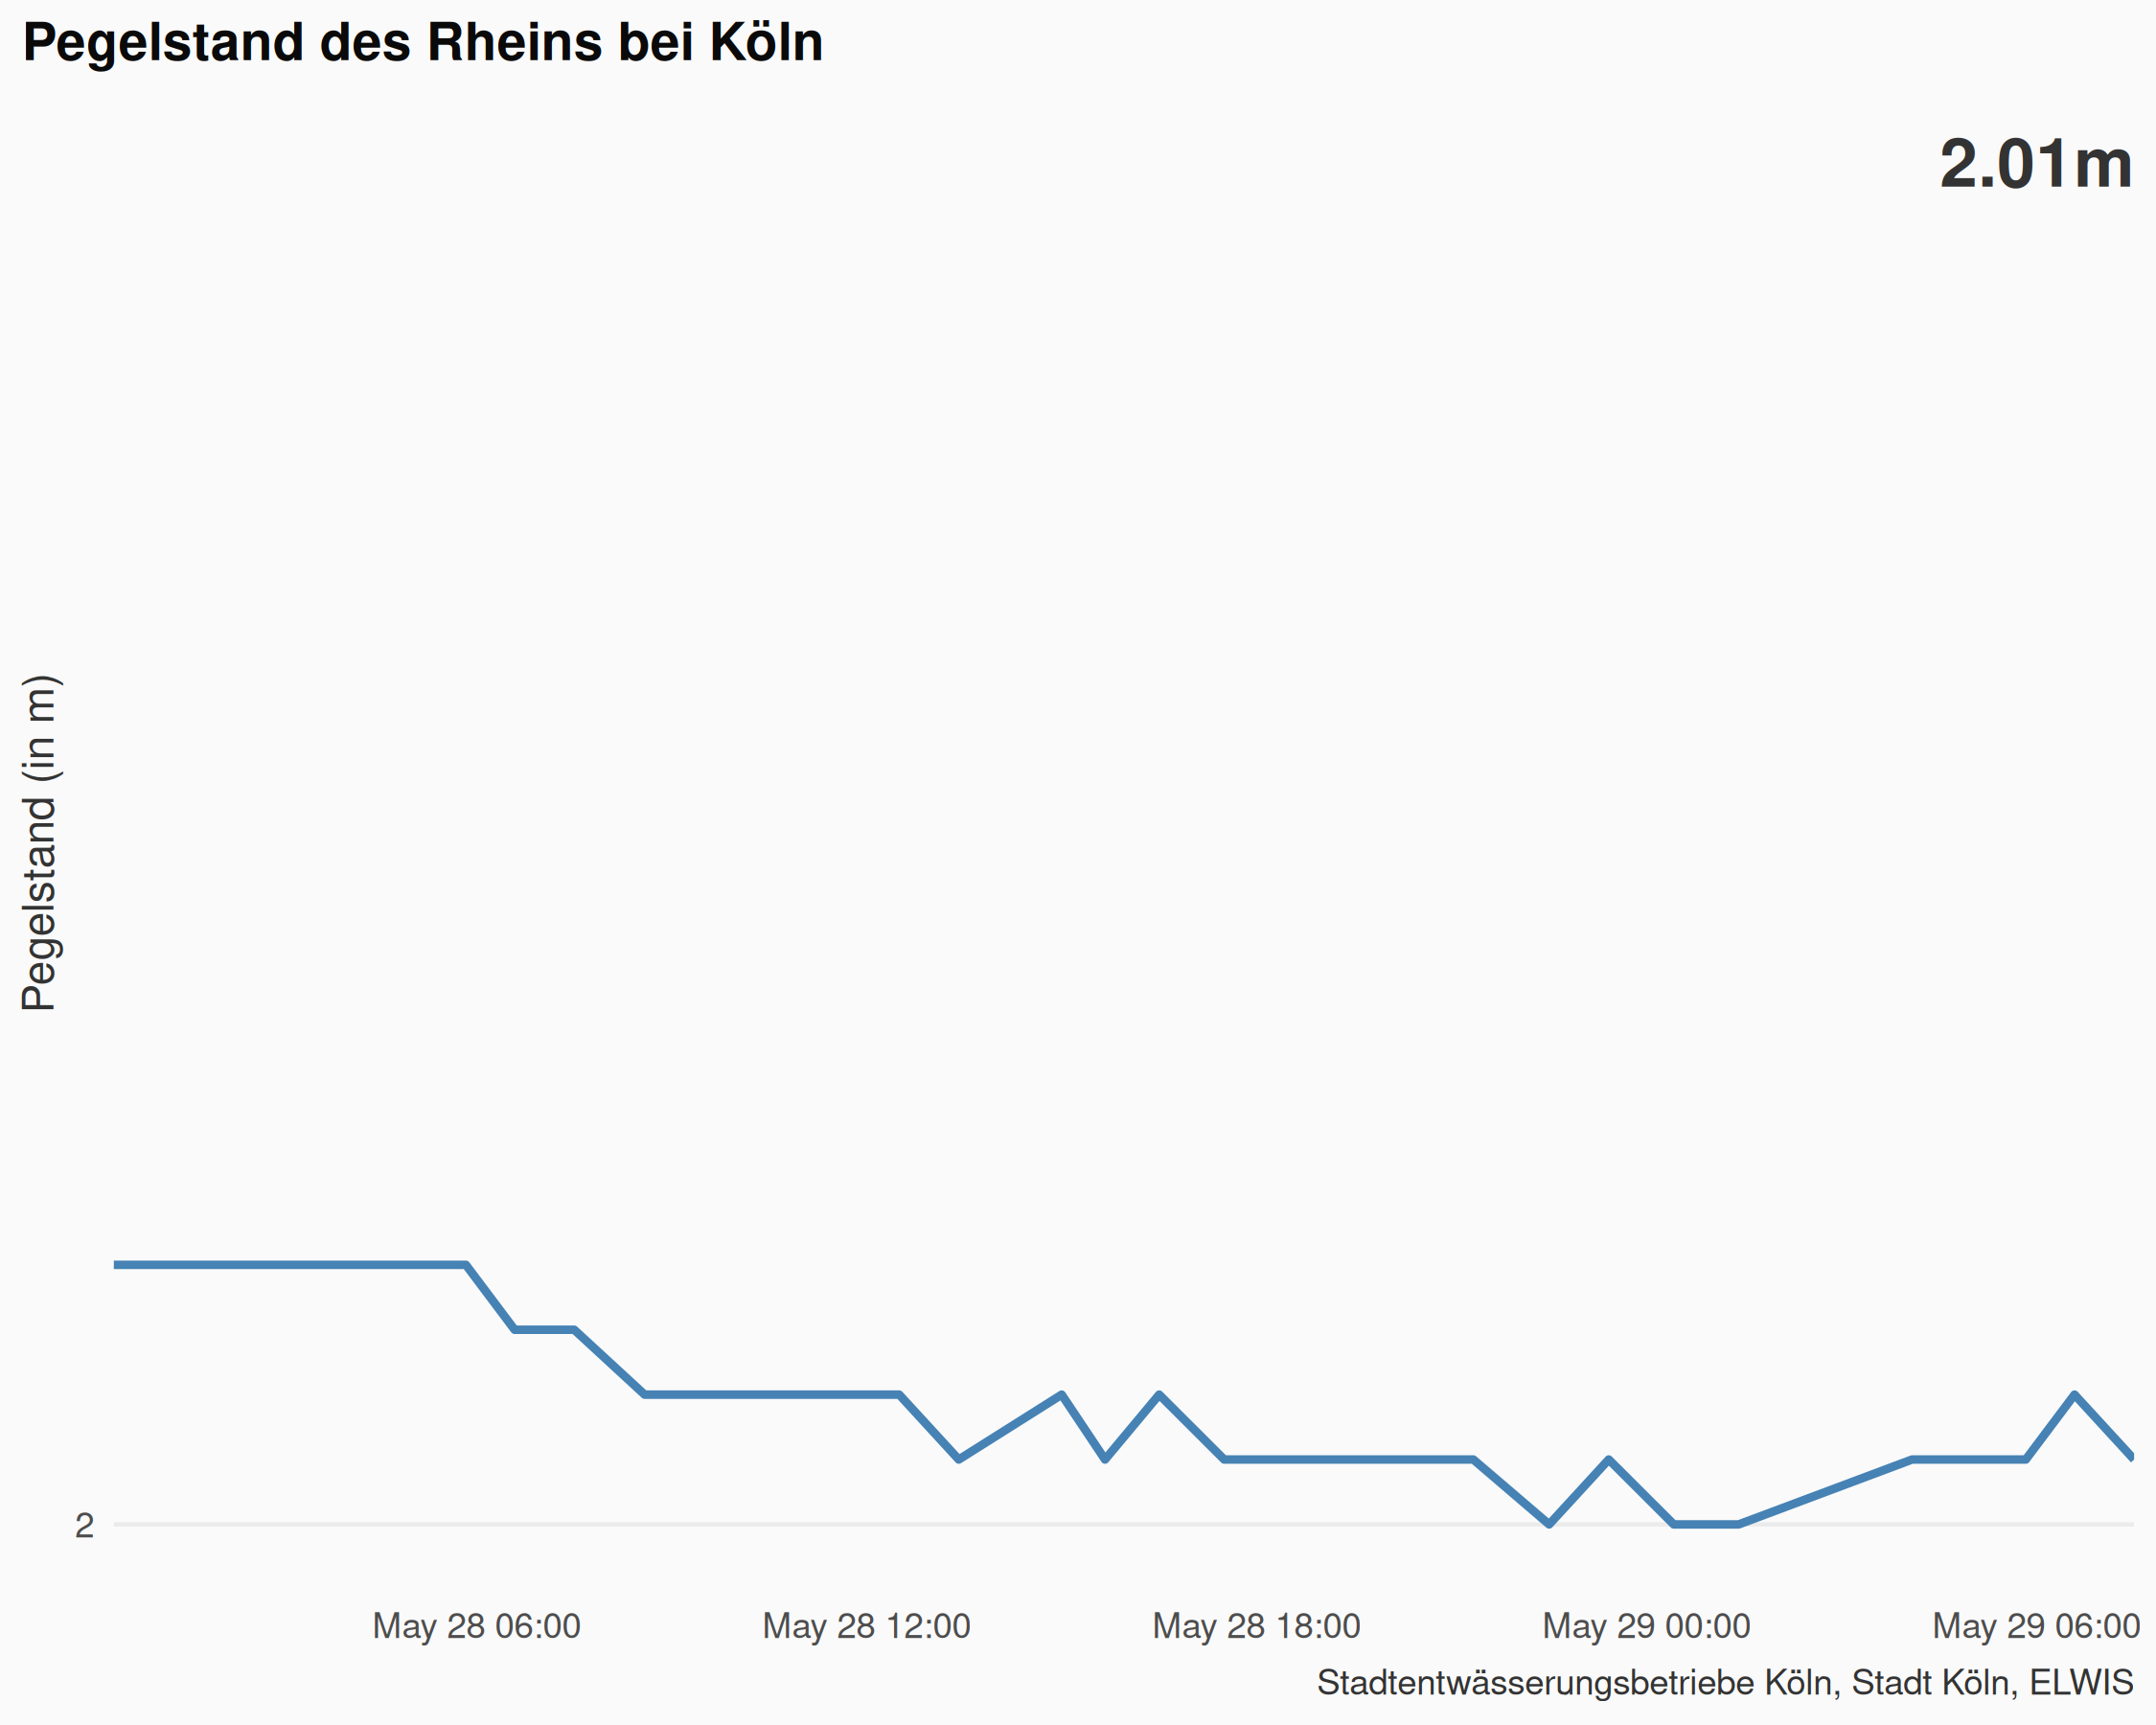 Pegelstand des Rheins bei Köln
2.01m
Pegelstand (in m)
2
May 28 06:00
May 28 12:00
May 28 18:00
May 29 00:00
May 29 06:00
Stadtentwässerungsbetriebe Köln, Stadt Köln, ELWIS